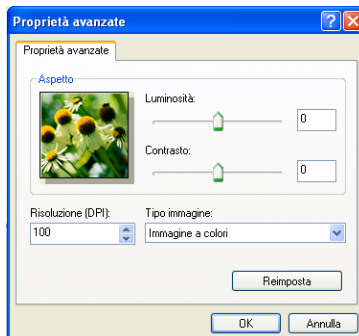 Proprietà avanzate
Proprietà avanzate
Aspetto
Luminosità:
0
Contrasto:
0
Risoluzione (DPI):
Tipo immagine:
100
Immagine a colori
Reimposta
OK
Annulla